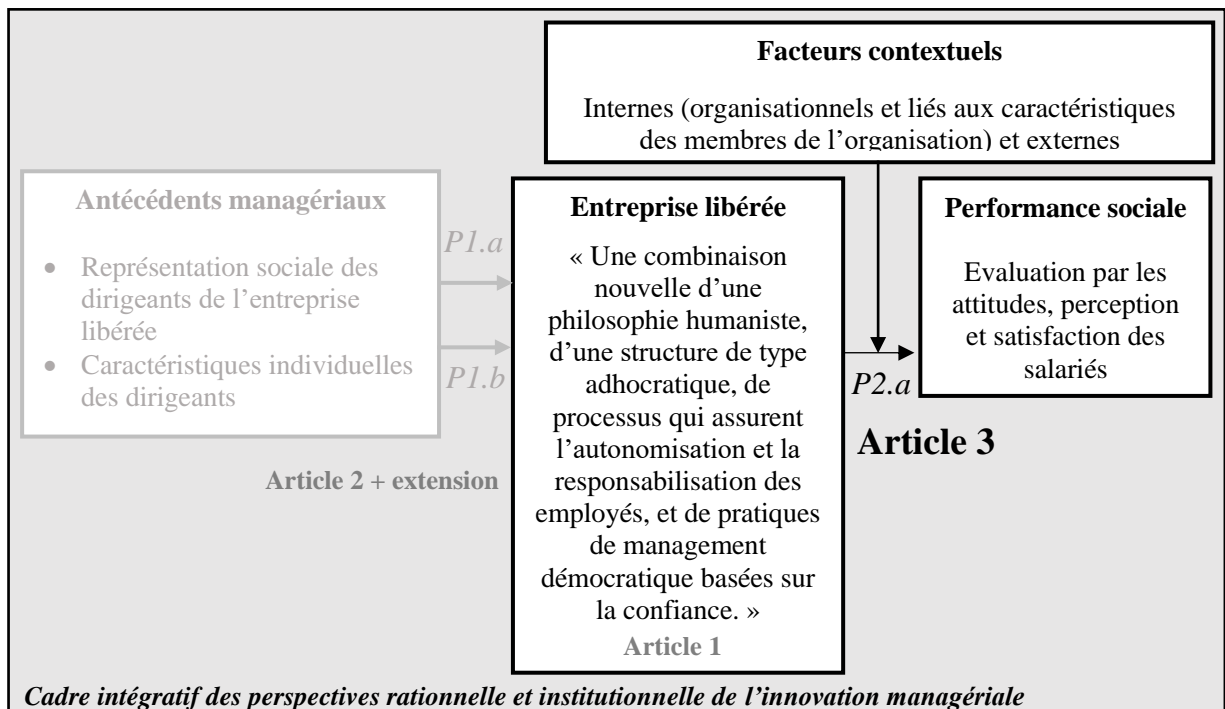 Facteurs contextuels
Internes (organisationnels et liés aux caractéristiques
des membres de l'organisation) et externes
Antécédents managériaux
• Représentation sociale des
dirigeants de l'entreprise
libérée
• Caractéristiques individuelles
des dirigeants
P1.a
P1.b
Article 2 + extension
Entreprise libérée
« Une combinaison
nouvelle d'une
philosophie humaniste,
d'une structure de type
adhocratique, de
processus qui assurent
l'autonomisation et la
responsabilisation des
employés, et de pratiques
de management
démocratique basées sur
la confiance. »
Article 1
P2.a
Article 3
Performance sociale
Evaluation par les
attitudes, perception
et satisfaction des
salariés
Cadre intégratif des perspectives rationnelle et institutionnelle de l'innovation managériale